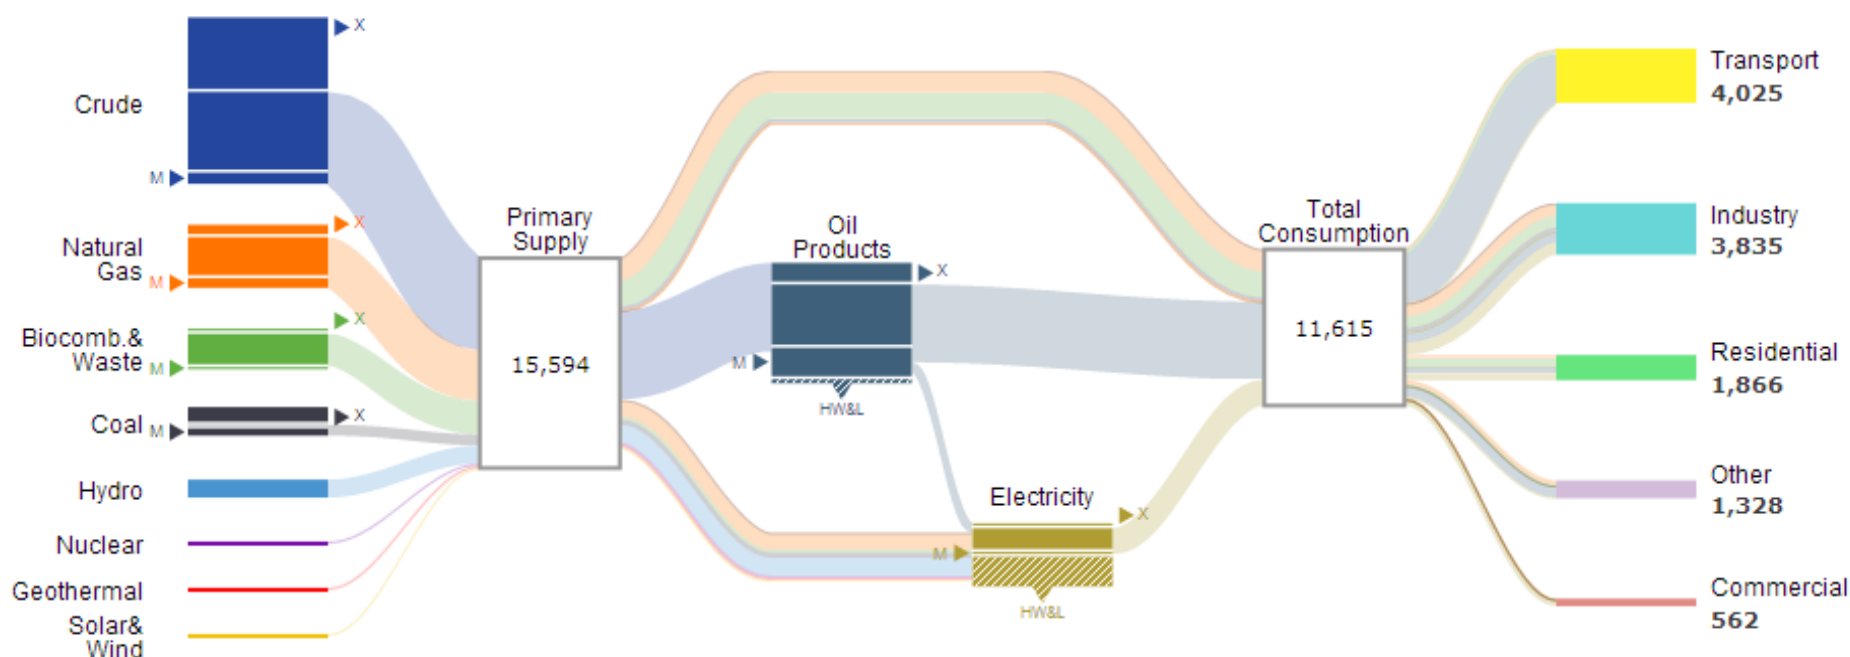 Crude
X
M
Natural
Gas
X
M
Biocomb.&
Waste
X
M
Coal
X
M
Hydro
Nuclear
Geothermal
Solar&
Wind
Primary
Supply
15,594
Oil
Products
X
M
HW&L
Electricity
X
M
HW&L
Total
Consumption
11,615
Transport
4,025
Industry
3,835
Residential
1,866
Other
1,328
Commercial
562